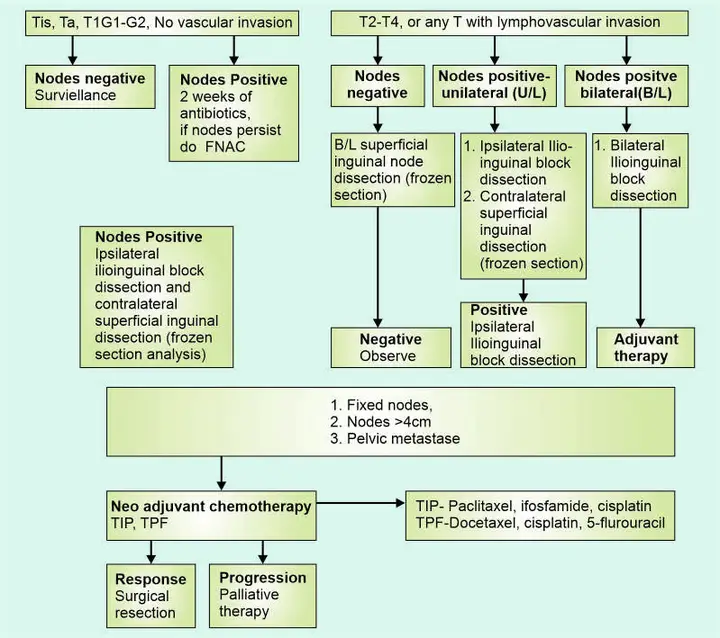 Tis, Ta, T1G1-G2, No vascular invasion
Nodes negative
Surviellance
Nodes Positive
2 weeks of
antibiotics,
if nodes persist
do FNAC
Nodes Positive
Ipsilateral
ilioinguinal block
dissection and
contralateral
superficial inguinal
dissection (frozen
section analysis)
T2-T4, or any T with lymphovascular invasion
Nodes
negative
B/L superficial
inguinal node
dissection (frozen
section)
Negative
Observe
Nodes positive-
unilateral (U/L)
1. Ipsilateral Ilio-
inguinal block
dissection
2. Contralateral
superficial
inguinal
dissection
(frozen section)
Positive
Ipsilateral
Ilioinguinal
block dissection
Nodes positve
bilateral(B/L)
1. Bilateral
Ilioinguinal
block
dissection
Adjuvant
therapy
1. Fixed nodes,
2. Nodes >4cm
3. Pelvic metastase
Neo adjuvant chemotherapy
TIP, TPF
TIP- Paclitaxel, ifosfamide, cisplatin
TPF-Docetaxel, cisplatin, 5-flurouracil
Response
Surgical
resection
Progression
Palliative
therapy